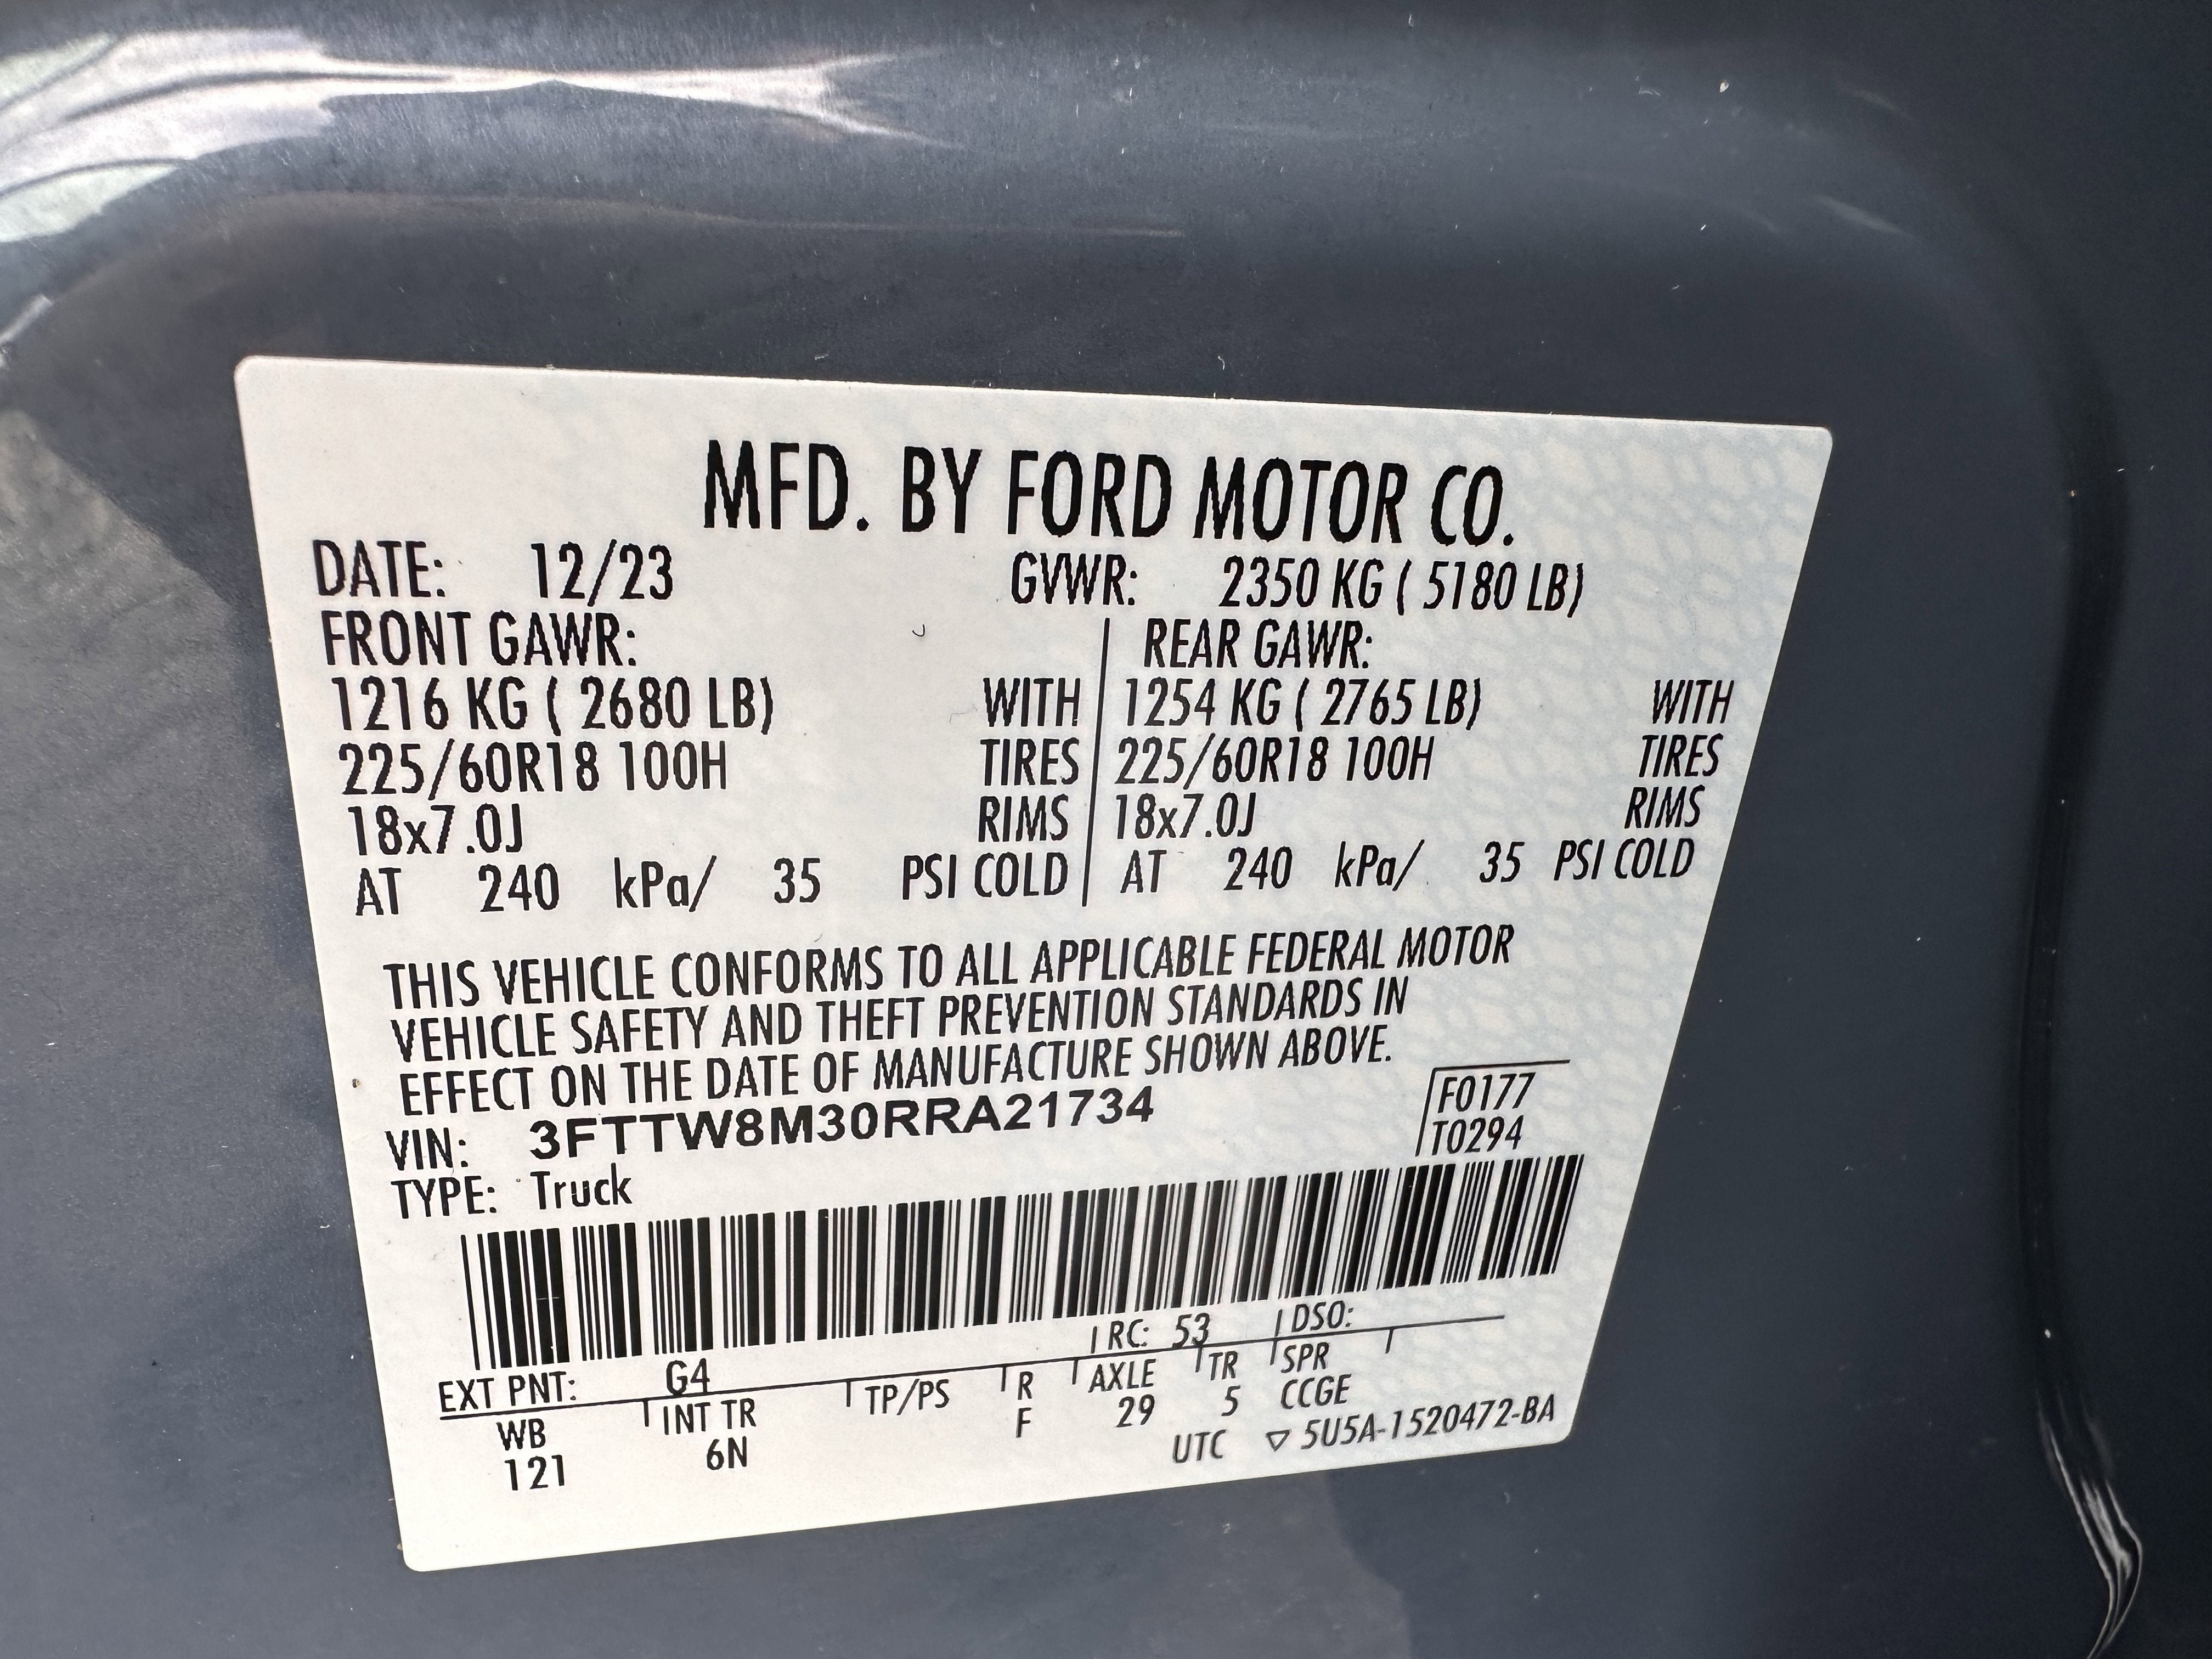 MFD. BY FORD MOTOR CO.
DATE: 12/23 GVWR: 2350 KG ( 5180 LB)
FRONT GAWR: REAR GAWR:
1216 KG ( 2680 LB) WITH 1254 KG ( 2765 LB) WITH
225/60R18 100H TIRES 225/60R18 100H TIRES
18x7.0J RIMS 18x7.0J RIMS
AT 240 kPa/ 35 PSI COLD AT 240 kPa/ 35 PSI COLD
THIS VEHICLE CONFORMS TO ALL APPLICABLE FEDERAL MOTOR
VEHICLE SAFETY AND THEFT PREVENTION STANDARDS IN
EFFECT ON THE DATE OF MANUFACTURE SHOWN ABOVE.
VIN: 3FTTW8M30RRA21734 F0177
TYPE: Truck T0294
EXT PNT: G4 RC: 53 DSO:
WB INT TR TP/PS R AXLE TR SPR
121 6N F 29 5 CCGE
UTC ▽ 5U5A-1520472-BA